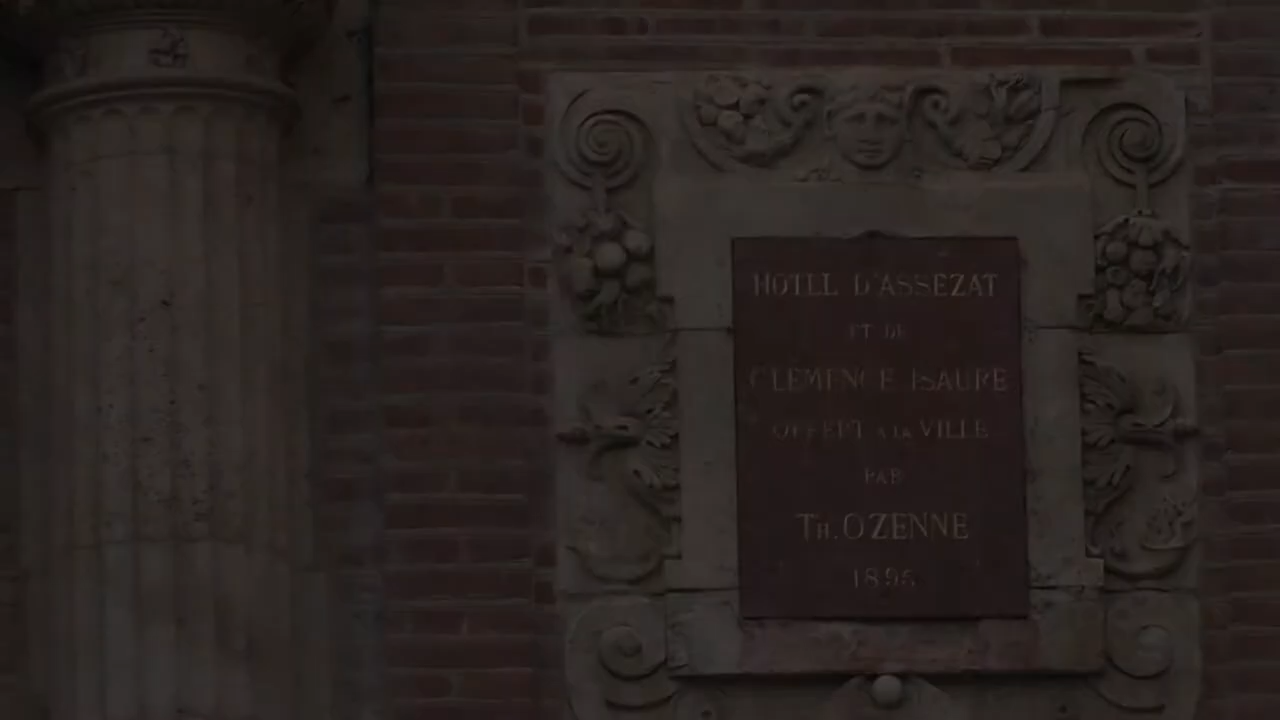 HOTEL D'ASSEZAT
ET DE
CLEMENCE ISAURE
OFFERT A LA VILLE
PAR
TH. OZENNE
1895